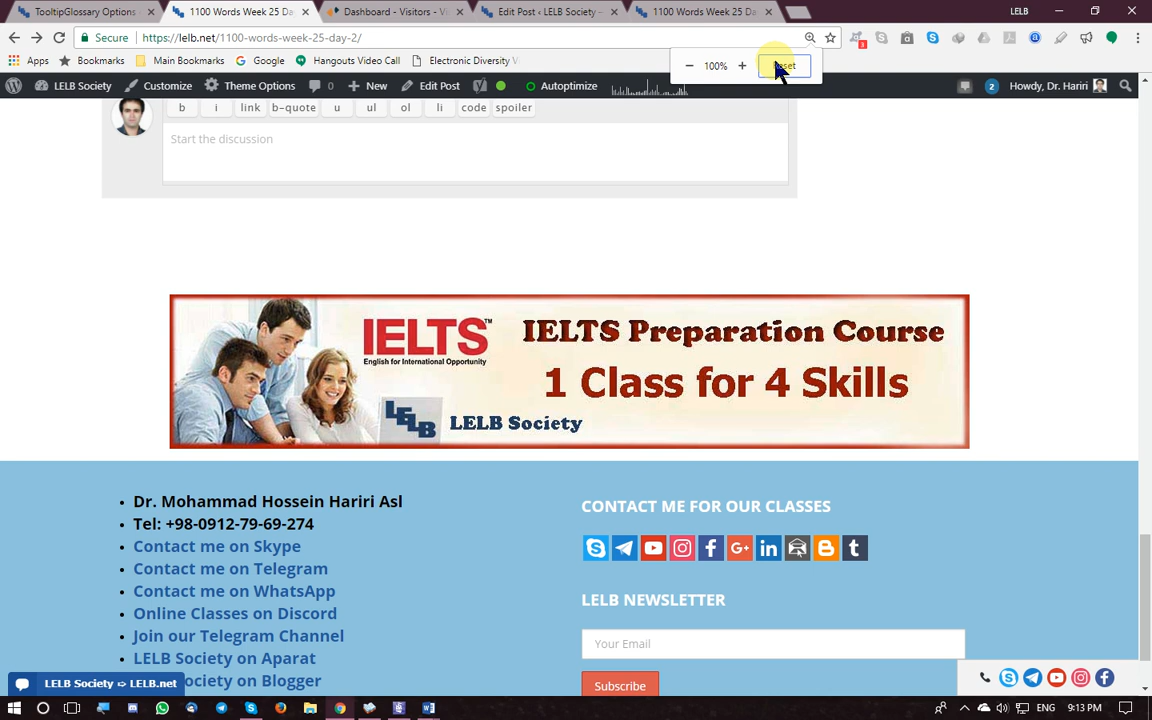 TooltipGlossary Options
1100 Words Week 25 Da
Dashboard - Visitors - Vi
Edit Post ‹ LELB Society -
1100 Words Week 25 Da
LELB
Secure
https://lelb.net/1100-words-week-25-day-2/
3
Apps
Bookmarks
Main Bookmarks
Google
Hangouts Video Call
Electronic Diversity V
100%
LELB Society
Customize
Theme Options
0
New
Edit Post
Autoptimize
2
Howdy, Dr. Hariri
b
i
link
b-quote
u
ul
ol
li
code
spoiler
Start the discussion
IELTS™
English for International Opportunity
IELTS Preparation Course
1 Class for 4 Skills
LELB
LELB Society
Dr. Mohammad Hossein Hariri Asl
Tel: +98-0912-79-69-274
Contact me on Skype
Contact me on Telegram
Contact me on WhatsApp
Online Classes on Discord
Join our Telegram Channel
LELB Society on Aparat
ociety on Blogger
CONTACT ME FOR OUR CLASSES
LELB NEWSLETTER
Your Email
Subscribe
LELB Society => LELB.net
ENG
9:13 PM